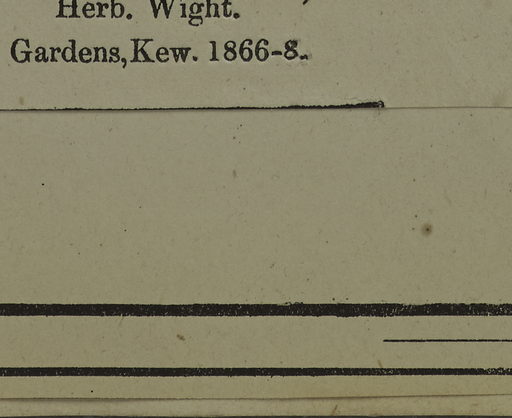 Herb. Wight.
Gardens, Kew. 1866-8.